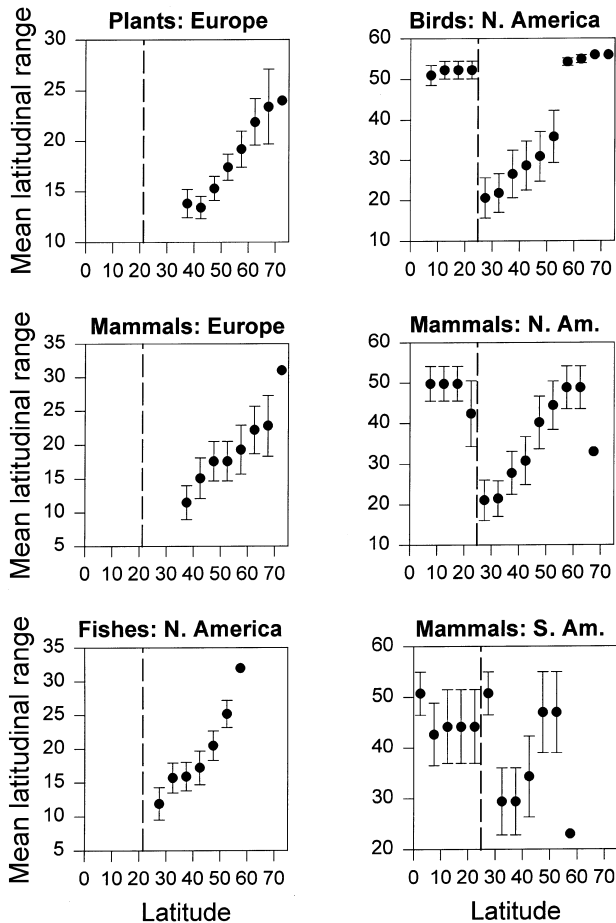 Plants: Europe
Mean latitudinal range
30
25
20
15
10
0 10 20 30 40 50 60 70
Birds: N. America
60
50
40
30
20
10
0 10 20 30 40 50 60 70
Mammals: Europe
Mean latitudinal range
35
30
25
20
15
10
5
0 10 20 30 40 50 60 70
Mammals: N. Am.
60
50
40
30
20
10
0 10 20 30 40 50 60 70
Fishes: N. America
Mean latitudinal range
35
30
25
20
15
10
5
0 10 20 30 40 50 60 70
Latitude
Mammals: S. Am.
60
50
40
30
20
0 10 20 30 40 50 60 70
Latitude